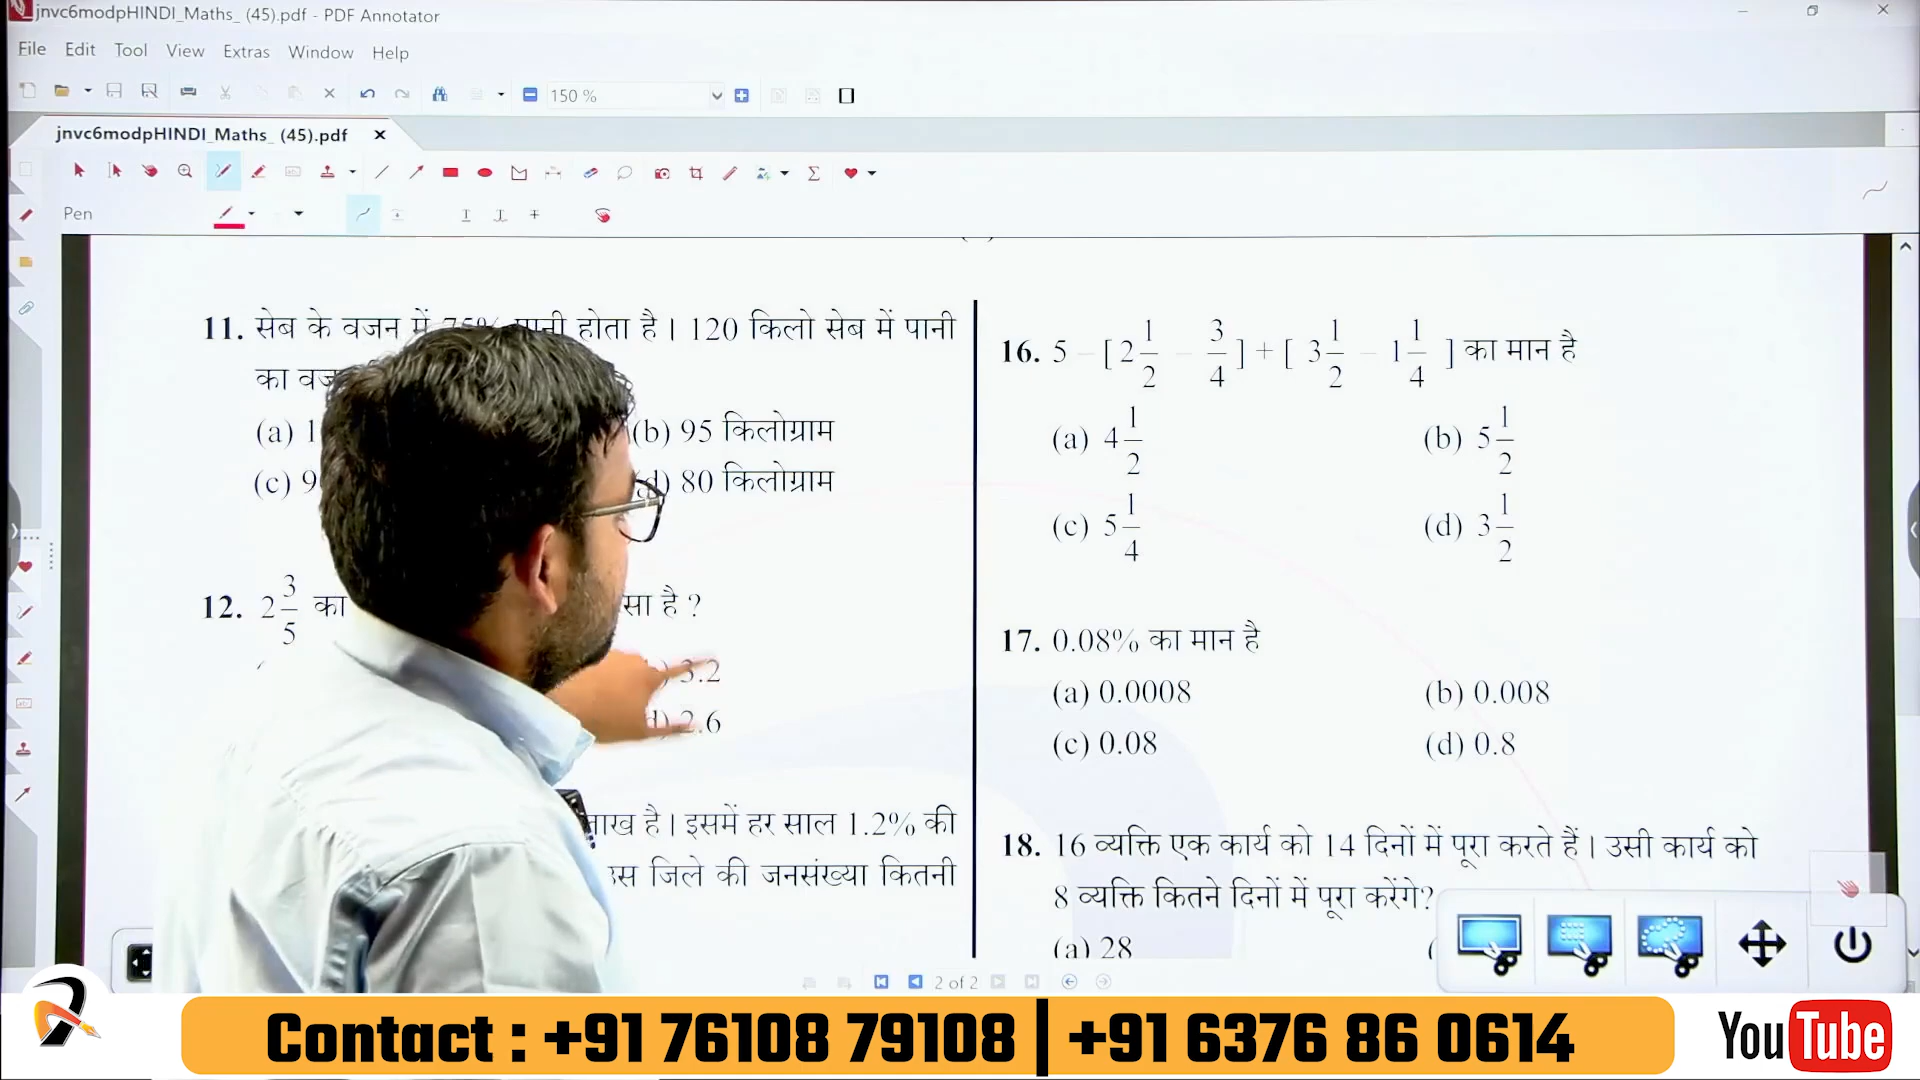 jnvc6modpHINDI_Maths_ (45).pdf - PDF Annotator
File Edit Tool View Extras Window Help
150 %
jnvc6modpHINDI_Maths_ (45).pdf
Pen
11. सेब के वजन में 75% पानी होता है। 120 किलो सेब में पानी
का
(a) (b) 95 किलोग्राम
(c) (d) 80 किलोग्राम
12. 2 3/5 का है ?
3.2
(d) 2.6
है। इसमें हर साल 1.2% की
जिले की जनसंख्या कितनी
16. 5 - [ 2 1/2 - 3/4 ] + [ 3 1/2 - 1 1/4 ] का मान है
(a) 4 1/2 (b) 5 1/2
(c) 5 1/4 (d) 3 1/2
17. 0.08% का मान है
(a) 0.0008 (b) 0.008
(c) 0.08 (d) 0.8
18. 16 व्यक्ति एक कार्य को 14 दिनों में पूरा करते हैं। उसी कार्य को
8 व्यक्ति कितने दिनों में पूरा करेंगे?
(a) 28
2 of 2
Contact : +91 76108 79108 | +91 6376 86 0614
YouTube